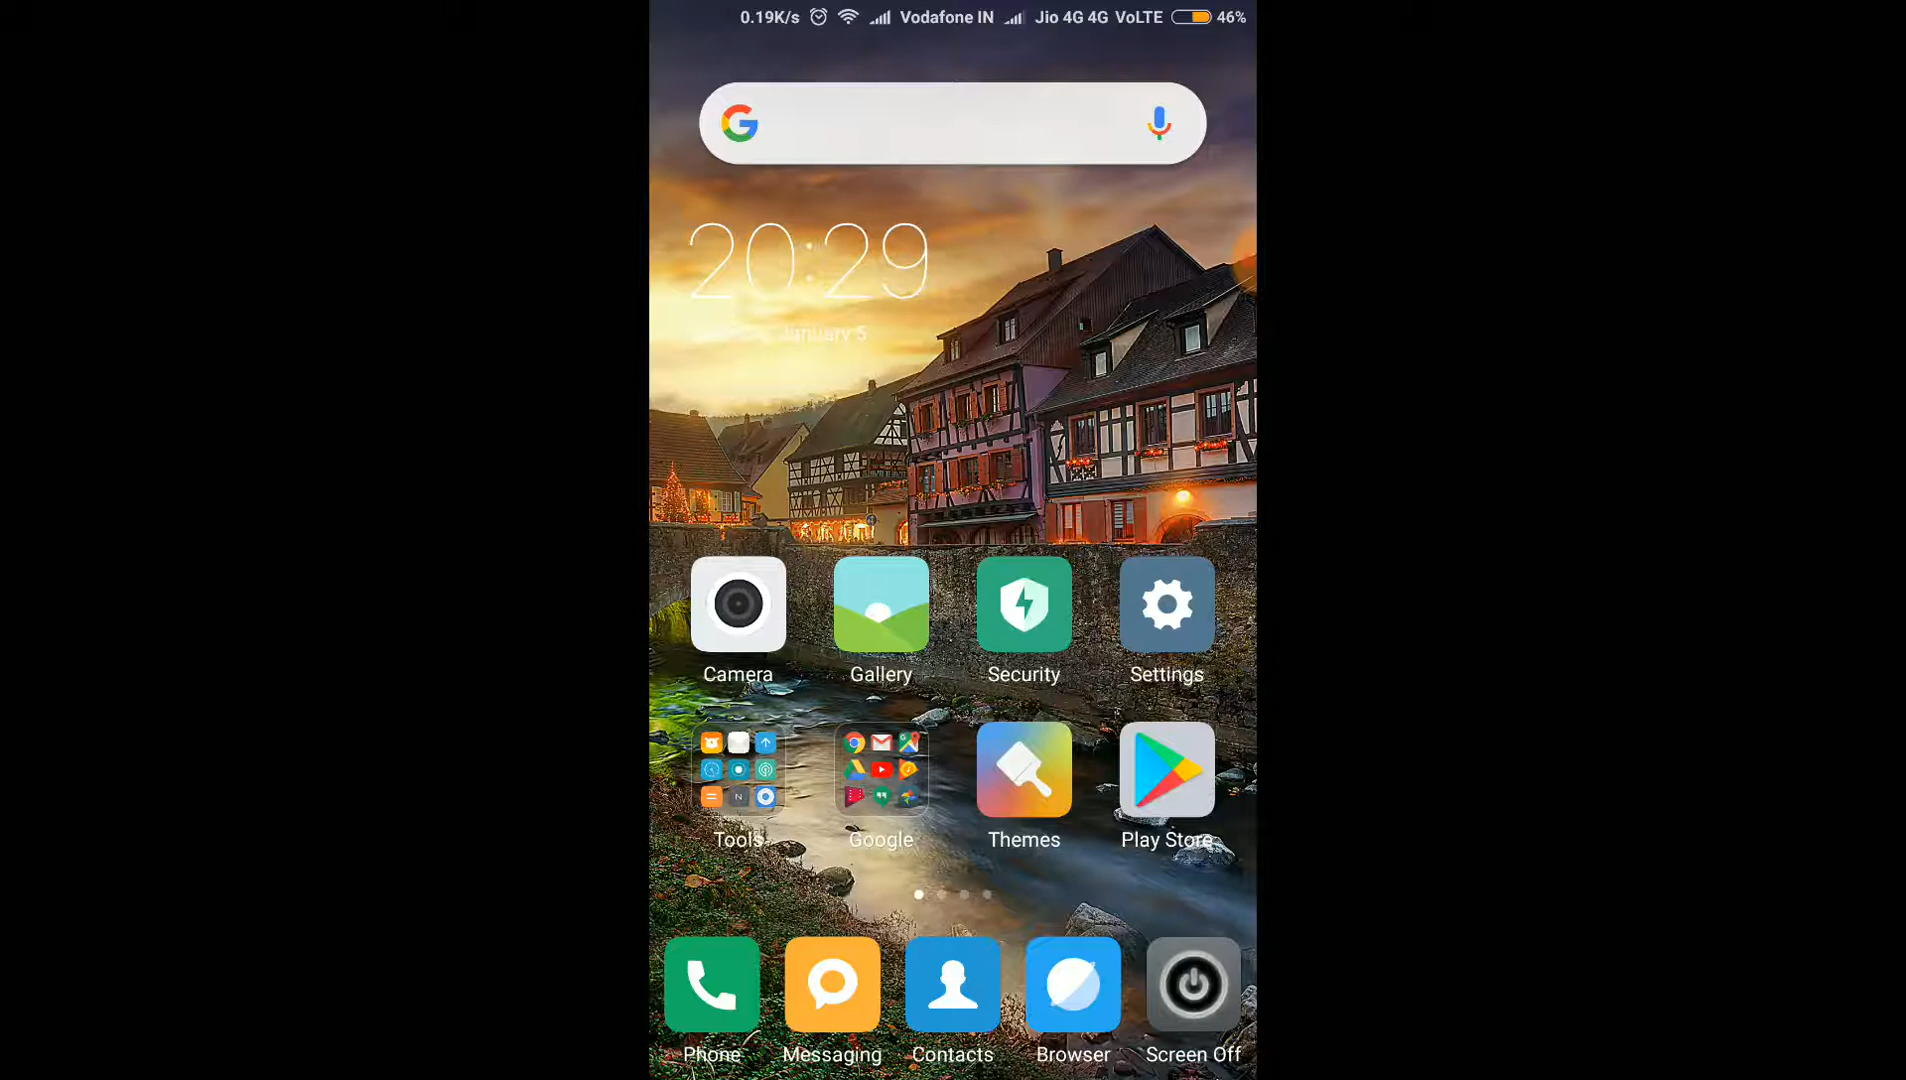 0.19K/s Vodafone IN Jio 4G 4G VoLTE 46%
20:29
January 5
Camera Gallery Security Settings
Tools Google Themes Play Store
Phone Messaging Contacts Browser Screen Off